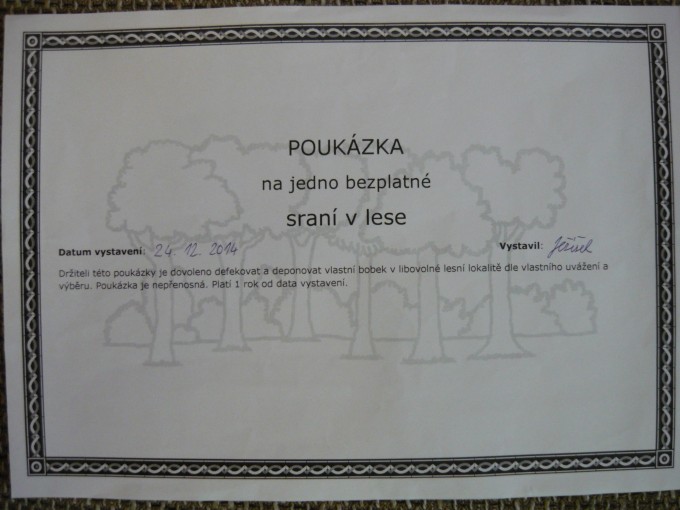 POUKÁZKA
na jedno bezplatné
sraní v lese
Datum vystavení: 24. 12. 2014 Vystavil:
Držiteli této poukázky je dovoleno defekovat a deponovat vlastní bobek v libovolné lesní lokalitě dle vlastního uvážení a
výběru. Poukázka je nepřenosná. Platí 1 rok od data vystavení.